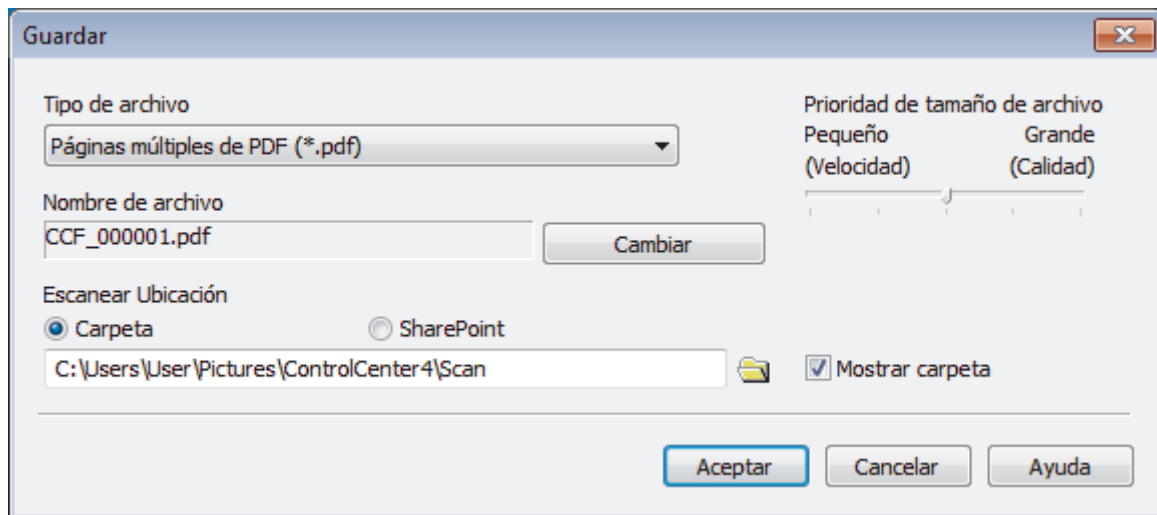 Guardar
Tipo de archivo
Páginas múltiples de PDF (*.pdf)
Nombre de archivo
CCF_000001.pdf
Cambiar
Escanear Ubicación
Carpeta
SharePoint
C:\Users\User\Pictures\ControlCenter4\Scan
Prioridad de tamaño de archivo
Pequeño Grande
(Velocidad) (Calidad)
Mostrar carpeta
Aceptar
Cancelar
Ayuda